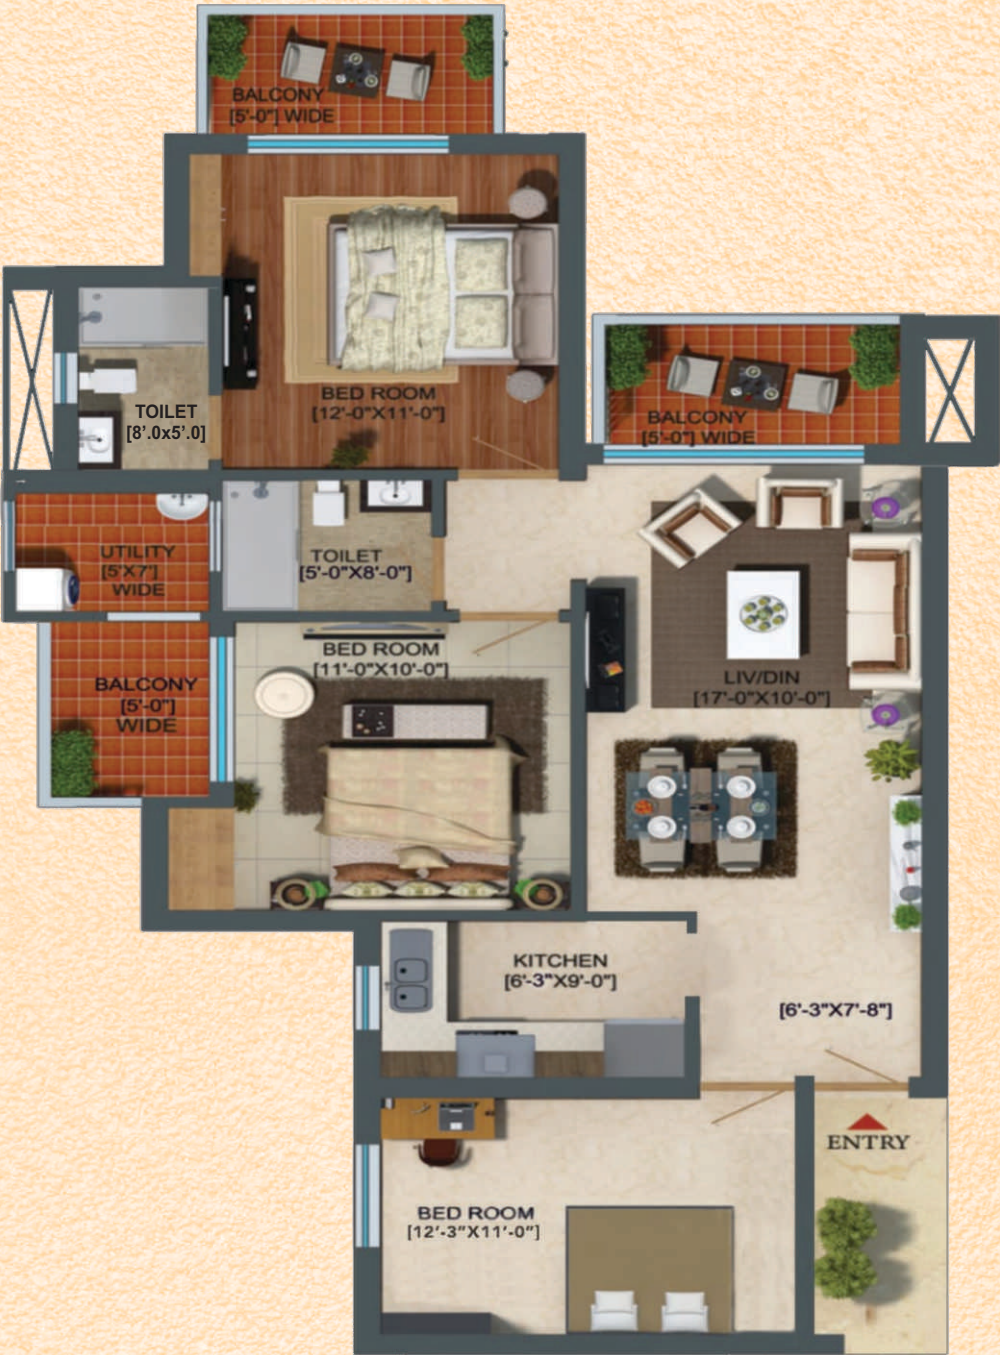 BALCONY
[5'-0"] WIDE
BED ROOM
[12'-0"X11'-0"]
BALCONY
[5'-0"] WIDE
TOILET
[8'.0x5'.0]
UTILITY
[5'X7']
WIDE
TOILET
[5'-0"X8'-0"]
BED ROOM
[11'-0"X10'-0"]
BALCONY
[5'-0"]
WIDE
LIV/DIN
[17'-0"X10'-0"]
KITCHEN
[6'-3"X9'-0"]
[6'-3"X7'-8"]
ENTRY
BED ROOM
[12'-3"X11'-0"]